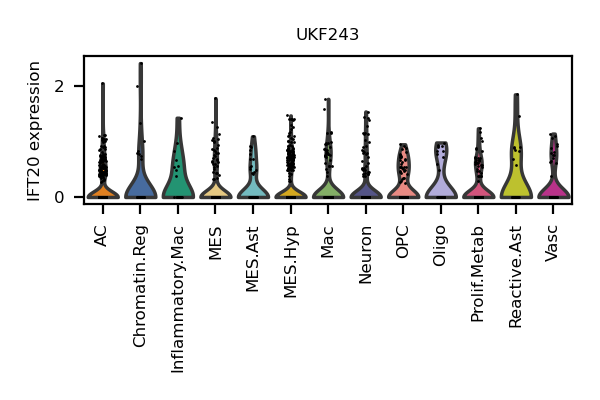 UKF243
IFT20 expression
2
0
AC
Chromatin.Reg
Inflammatory.Mac
MES
MES.Ast
MES.Hyp
Mac
Neuron
OPC
Oligo
Prolif.Metab
Reactive.Ast
Vasc